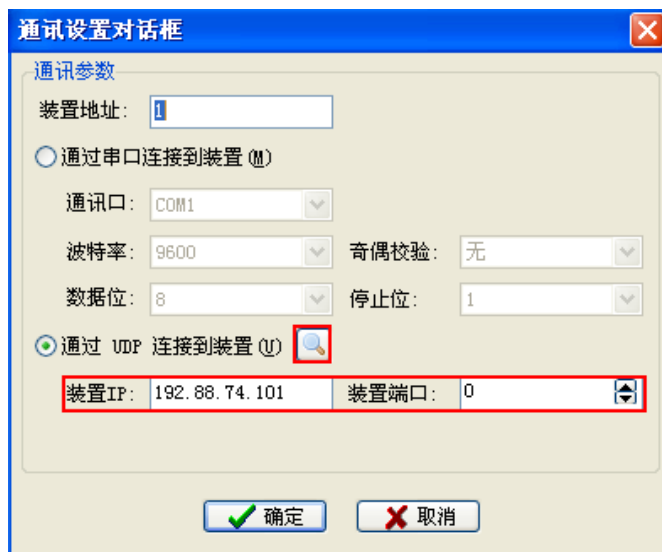 通讯设置对话框
通讯参数
装置地址: 1
通过串口连接到装置(M)
通讯口: COM1
波特率: 9600 奇偶校验: 无
数据位: 8 停止位: 1
通过 UDP 连接到装置(U)
装置IP: 192.88.74.101 装置端口: 0
确定 取消